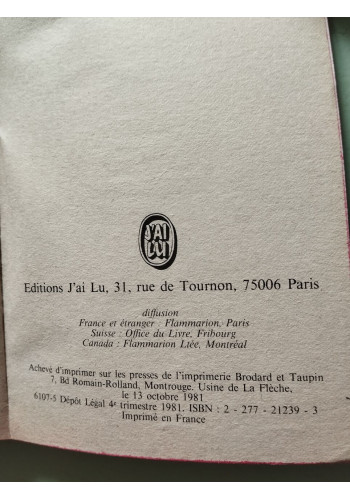 J'AI
LU
Editions J'ai Lu, 31, rue de Tournon, 75006 Paris
diffusion
France et étranger : Flammarion, Paris
Suisse : Office du Livre, Fribourg
Canada : Flammarion Ltée, Montréal
Achevé d'imprimer sur les presses de l'imprimerie Brodard et Taupin
7, Bd Romain-Rolland, Montrouge. Usine de La Flèche,
le 13 octobre 1981
6107-5 Dépôt Légal 4e trimestre 1981. ISBN : 2 - 277 - 21239 - 3
Imprimé en France